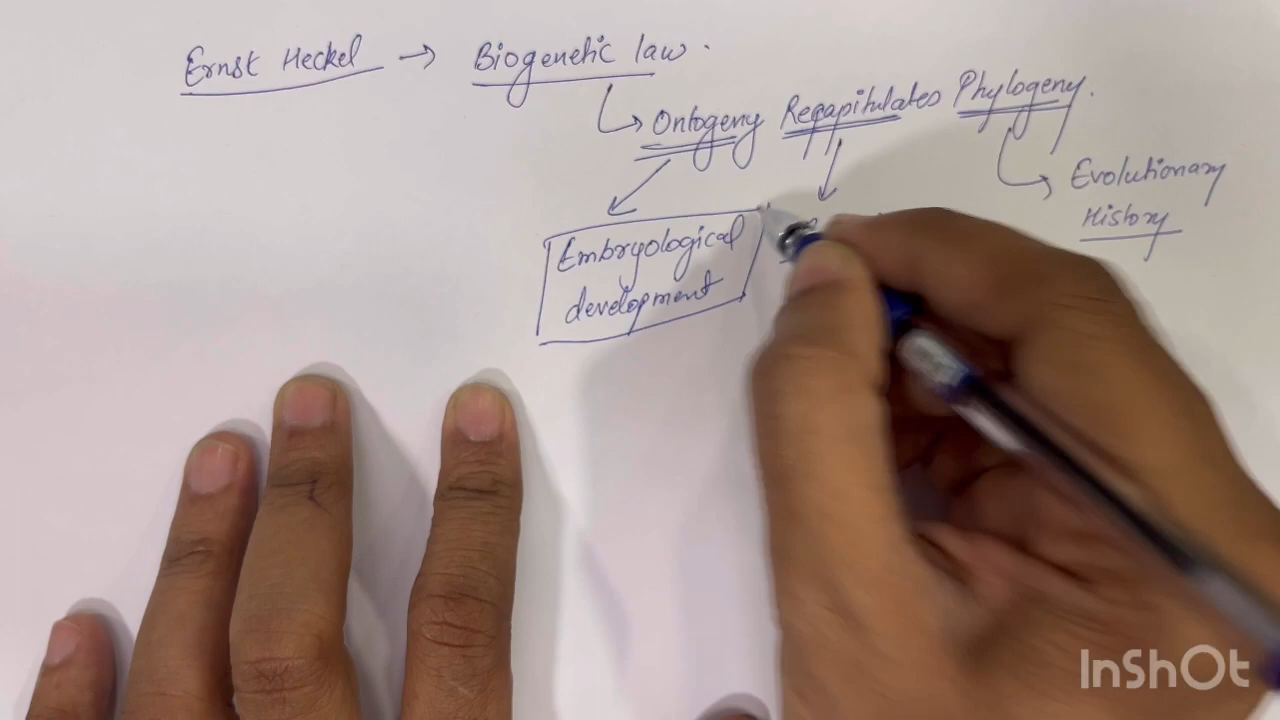 Ernst Heckel → Biogenetic law.
Ontogeny Recapitulates Phylogeny.
Evolutionary
History
Embryological
development
InShOt